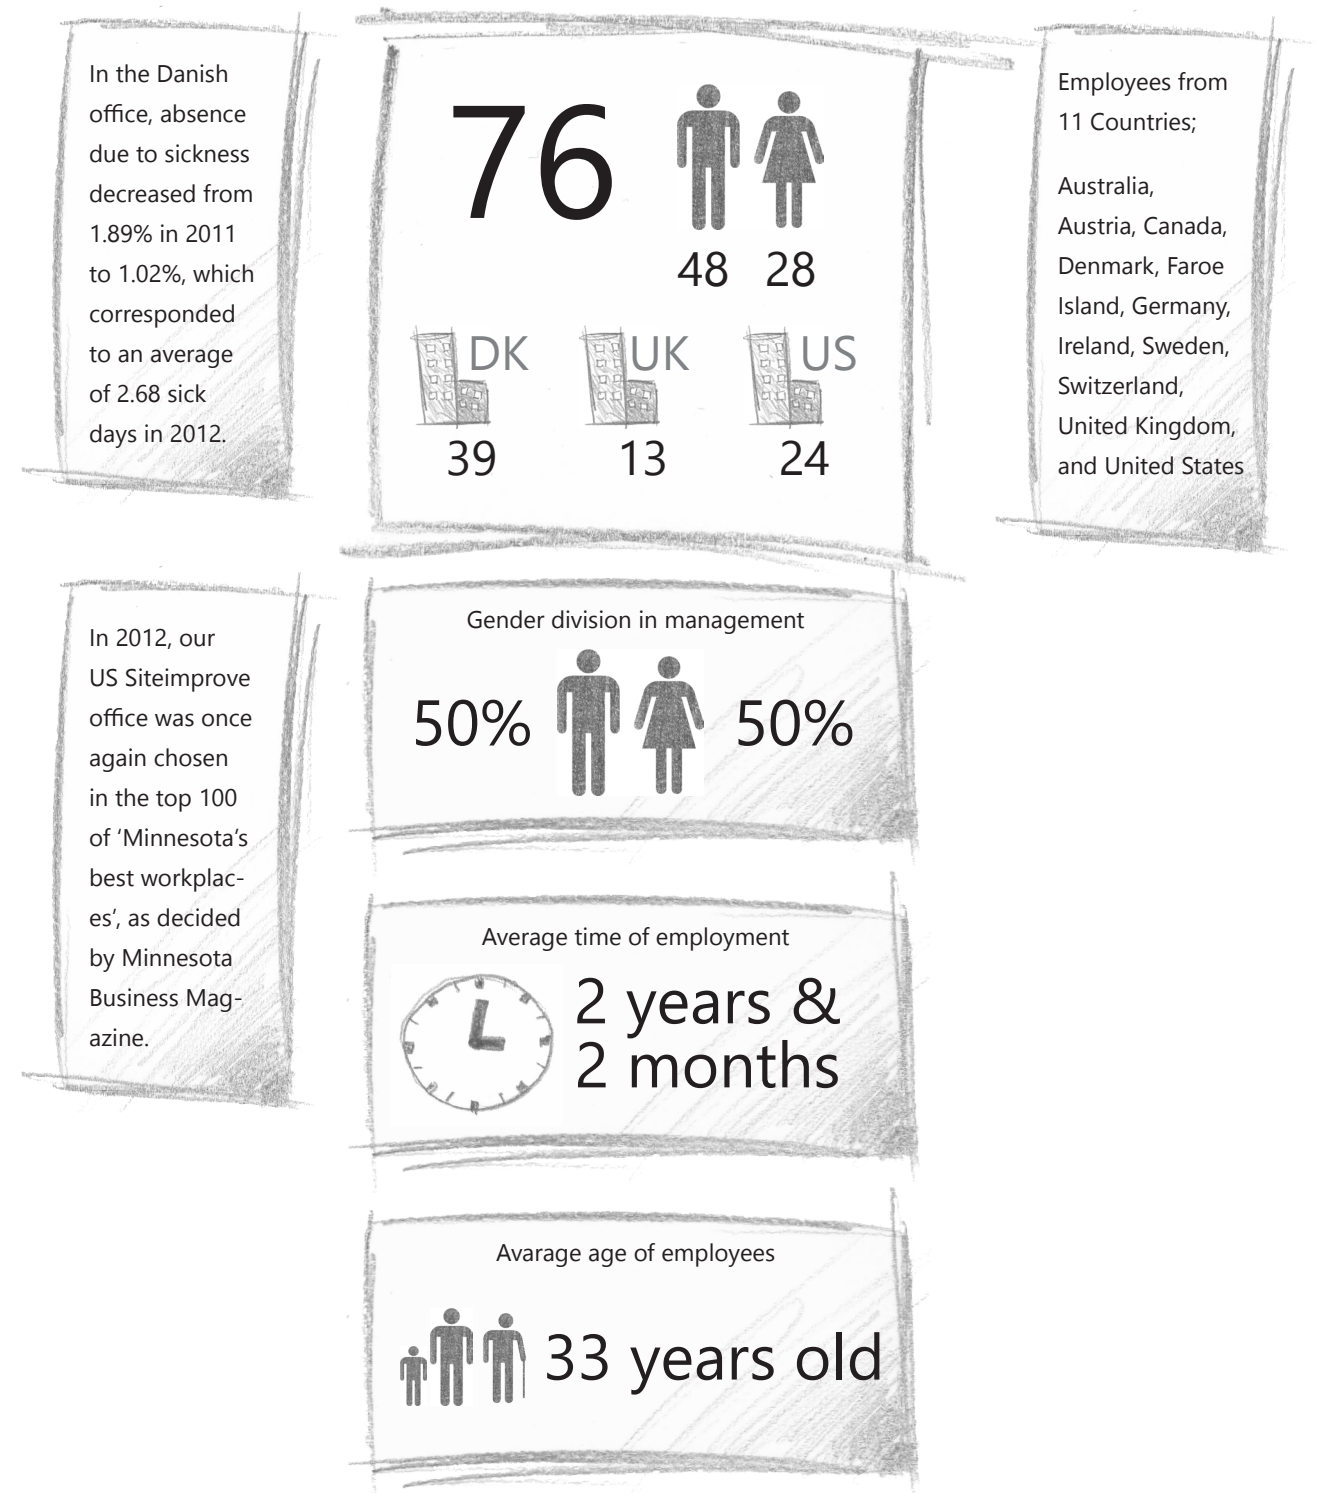 In the Danish
office, absence
due to sickness
decreased from
1.89% in 2011
to 1.02%, which
corresponded
to an average
of 2.68 sick
days in 2012.
76
48 28
DK UK US
39 13 24
Employees from
11 Countries;
Australia,
Austria, Canada,
Denmark, Faroe
Island, Germany,
Ireland, Sweden,
Switzerland,
United Kingdom,
and United States
In 2012, our
US Siteimprove
office was once
again chosen
in the top 100
of ‘Minnesota’s
best workplac-
es‘, as decided
by Minnesota
Business Mag-
azine.
Gender division in management
50% 50%
Average time of employment
2 years &
2 months
Avarage age of employees
33 years old